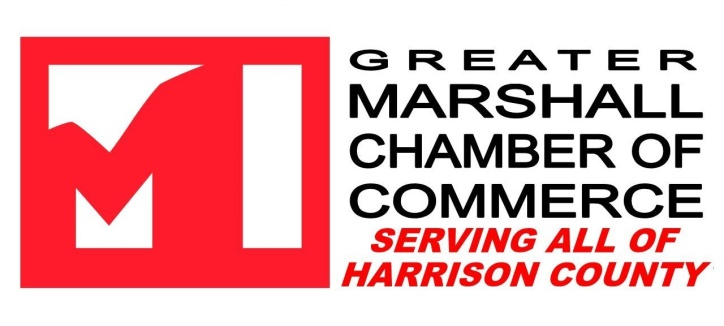 GREATER
MARSHALL
CHAMBER OF
COMMERCE
SERVING ALL OF
HARRISON COUNTY